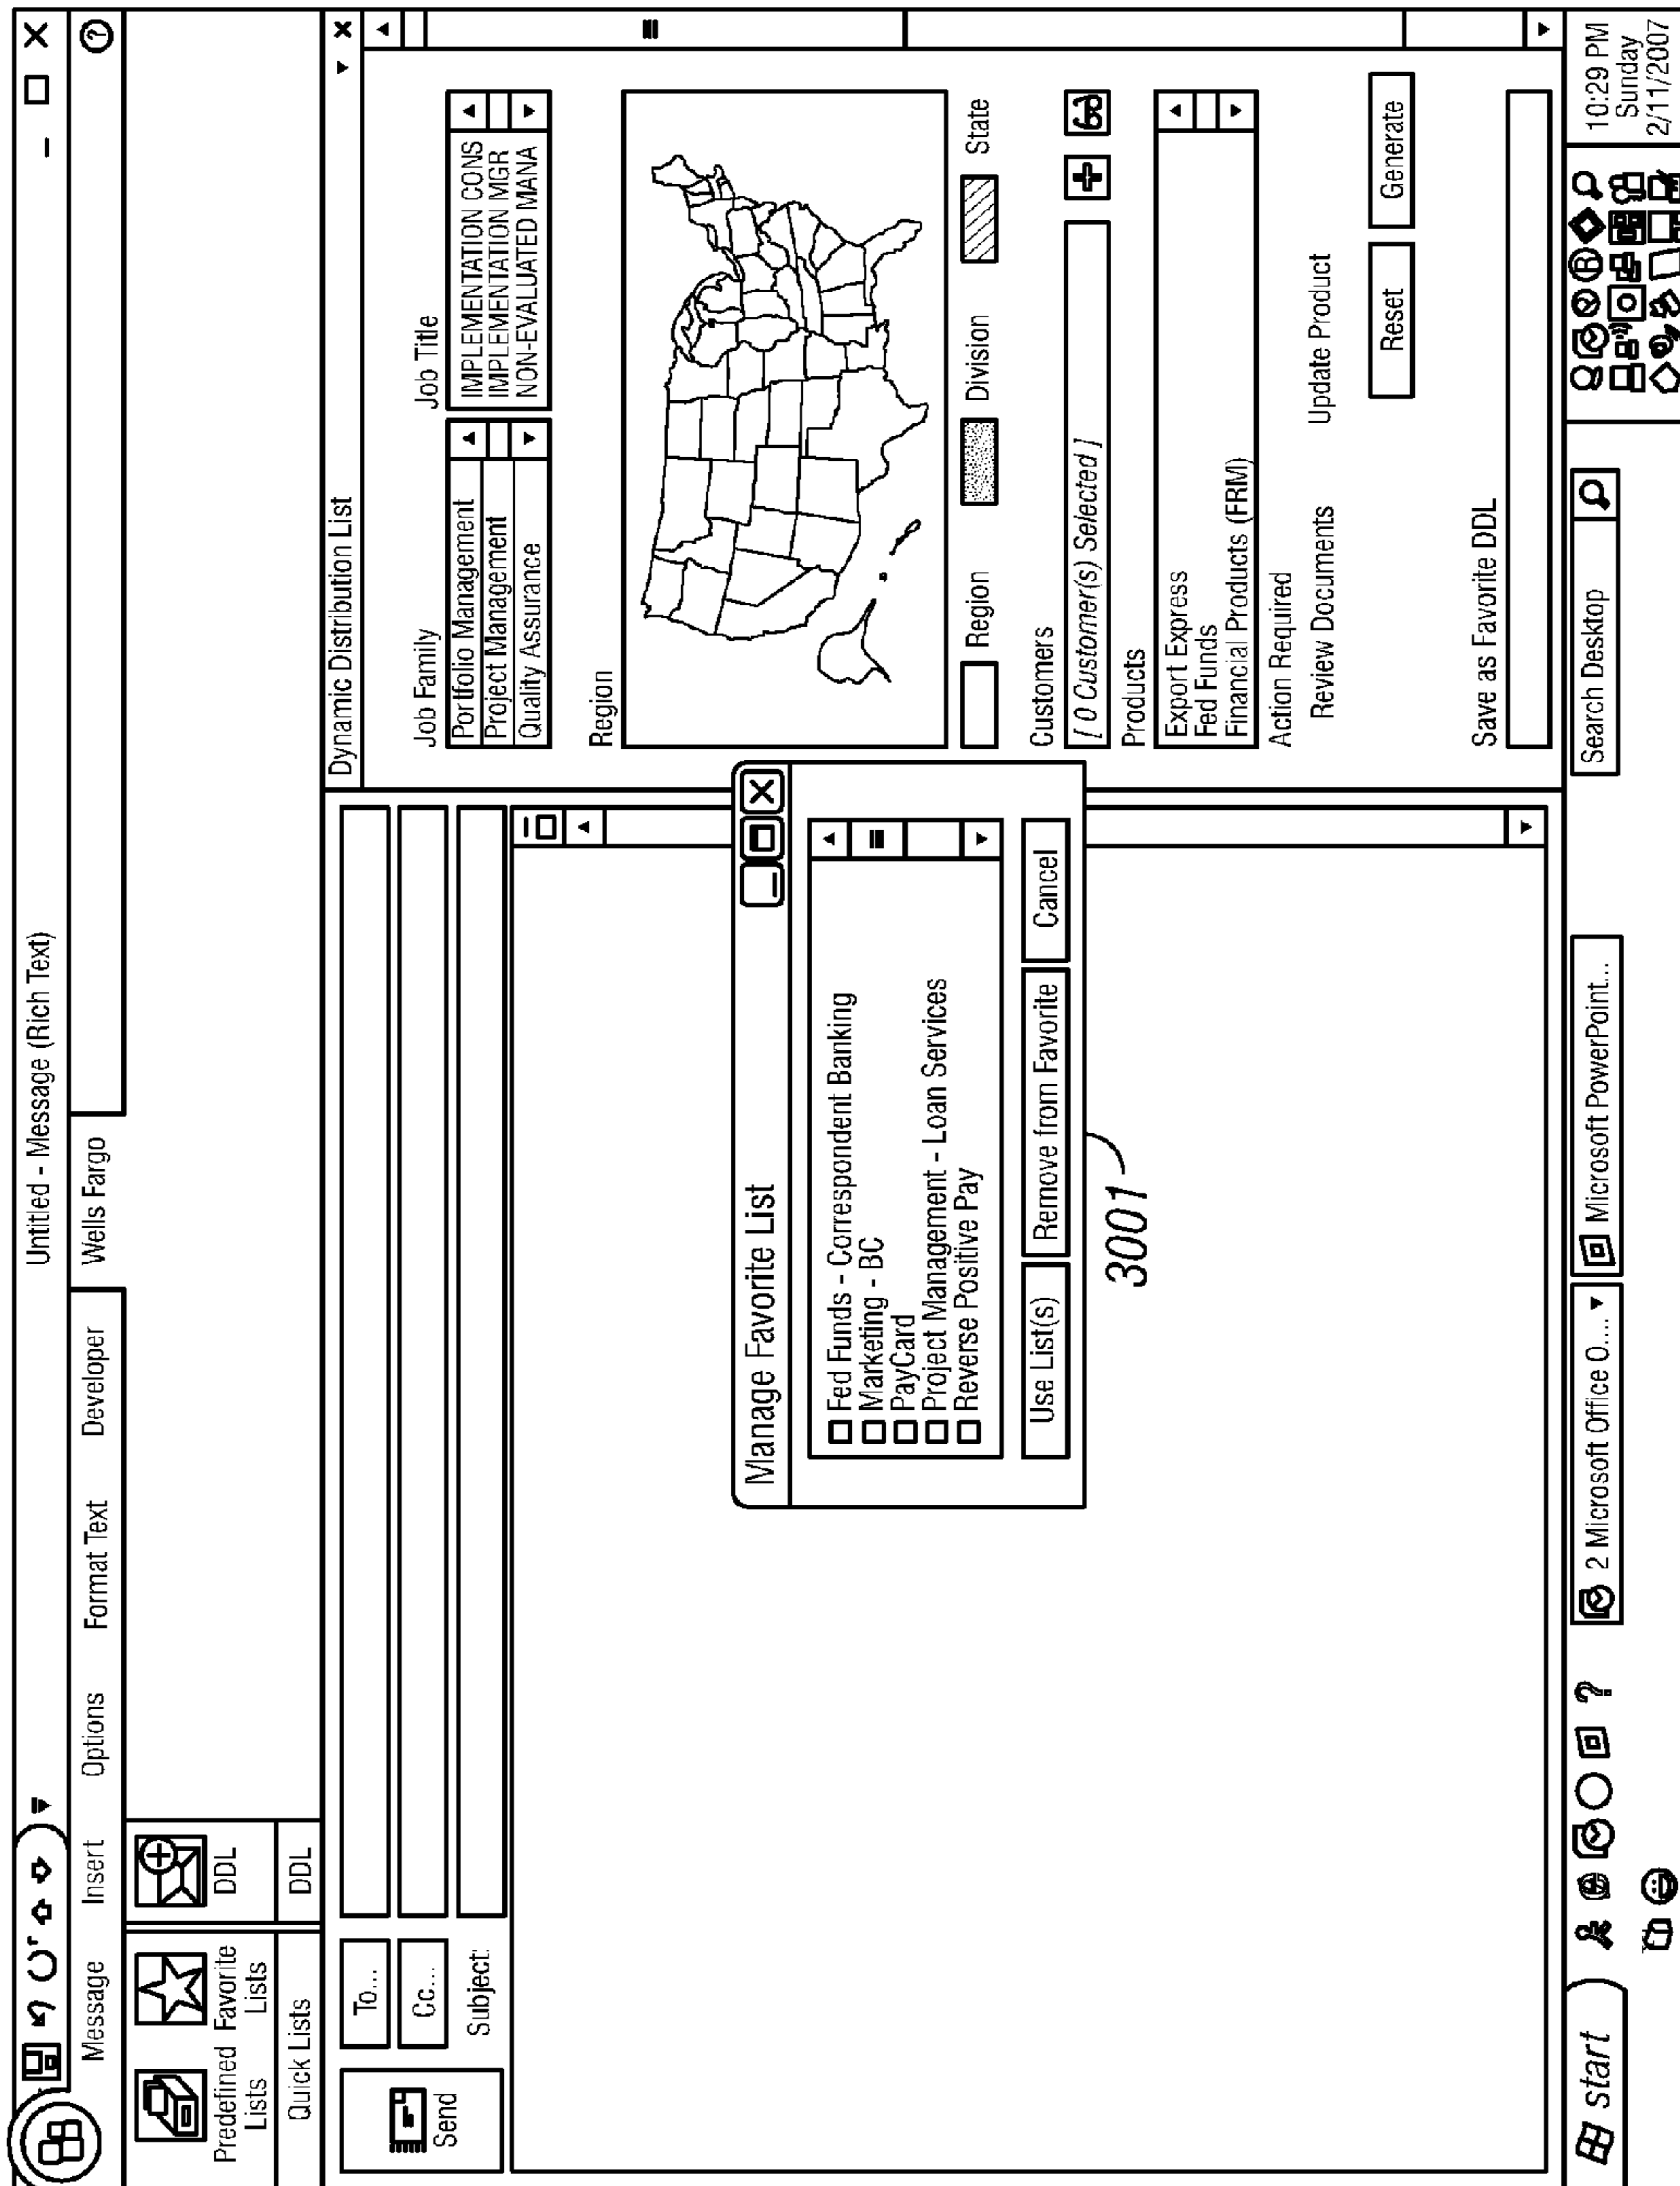 Untitled - Message (Rich Text)
Message Insert Options Format Text Developer Wells Fargo
Predefined Lists
Favorite Lists
DDL
Quick Lists
DDL
Send
To...
Cc...
Subject:
Dynamic Distribution List
Job Family
Portfolio Management
Project Management
Quality Assurance
Job Title
IMPLEMENTATION CONS
IMPLEMENTATION MGR
NON-EVALUATED MANA
Region
Region Division State
Customers
[ 0 Customer(s) Selected ]
Products
Export Express
Fed Funds
Financial Products (FRM)
Action Required
Review Documents Update Product
Reset Generate
Save as Favorite DDL
Manage Favorite List
Fed Funds - Correspondent Banking
Marketing - BC
PayCard
Project Management - Loan Services
Reverse Positive Pay
Use List(s) Remove from Favorite Cancel
3001
start
2 Microsoft Office O...
Microsoft PowerPoint...
Search Desktop
10:29 PM
Sunday
2/11/2007